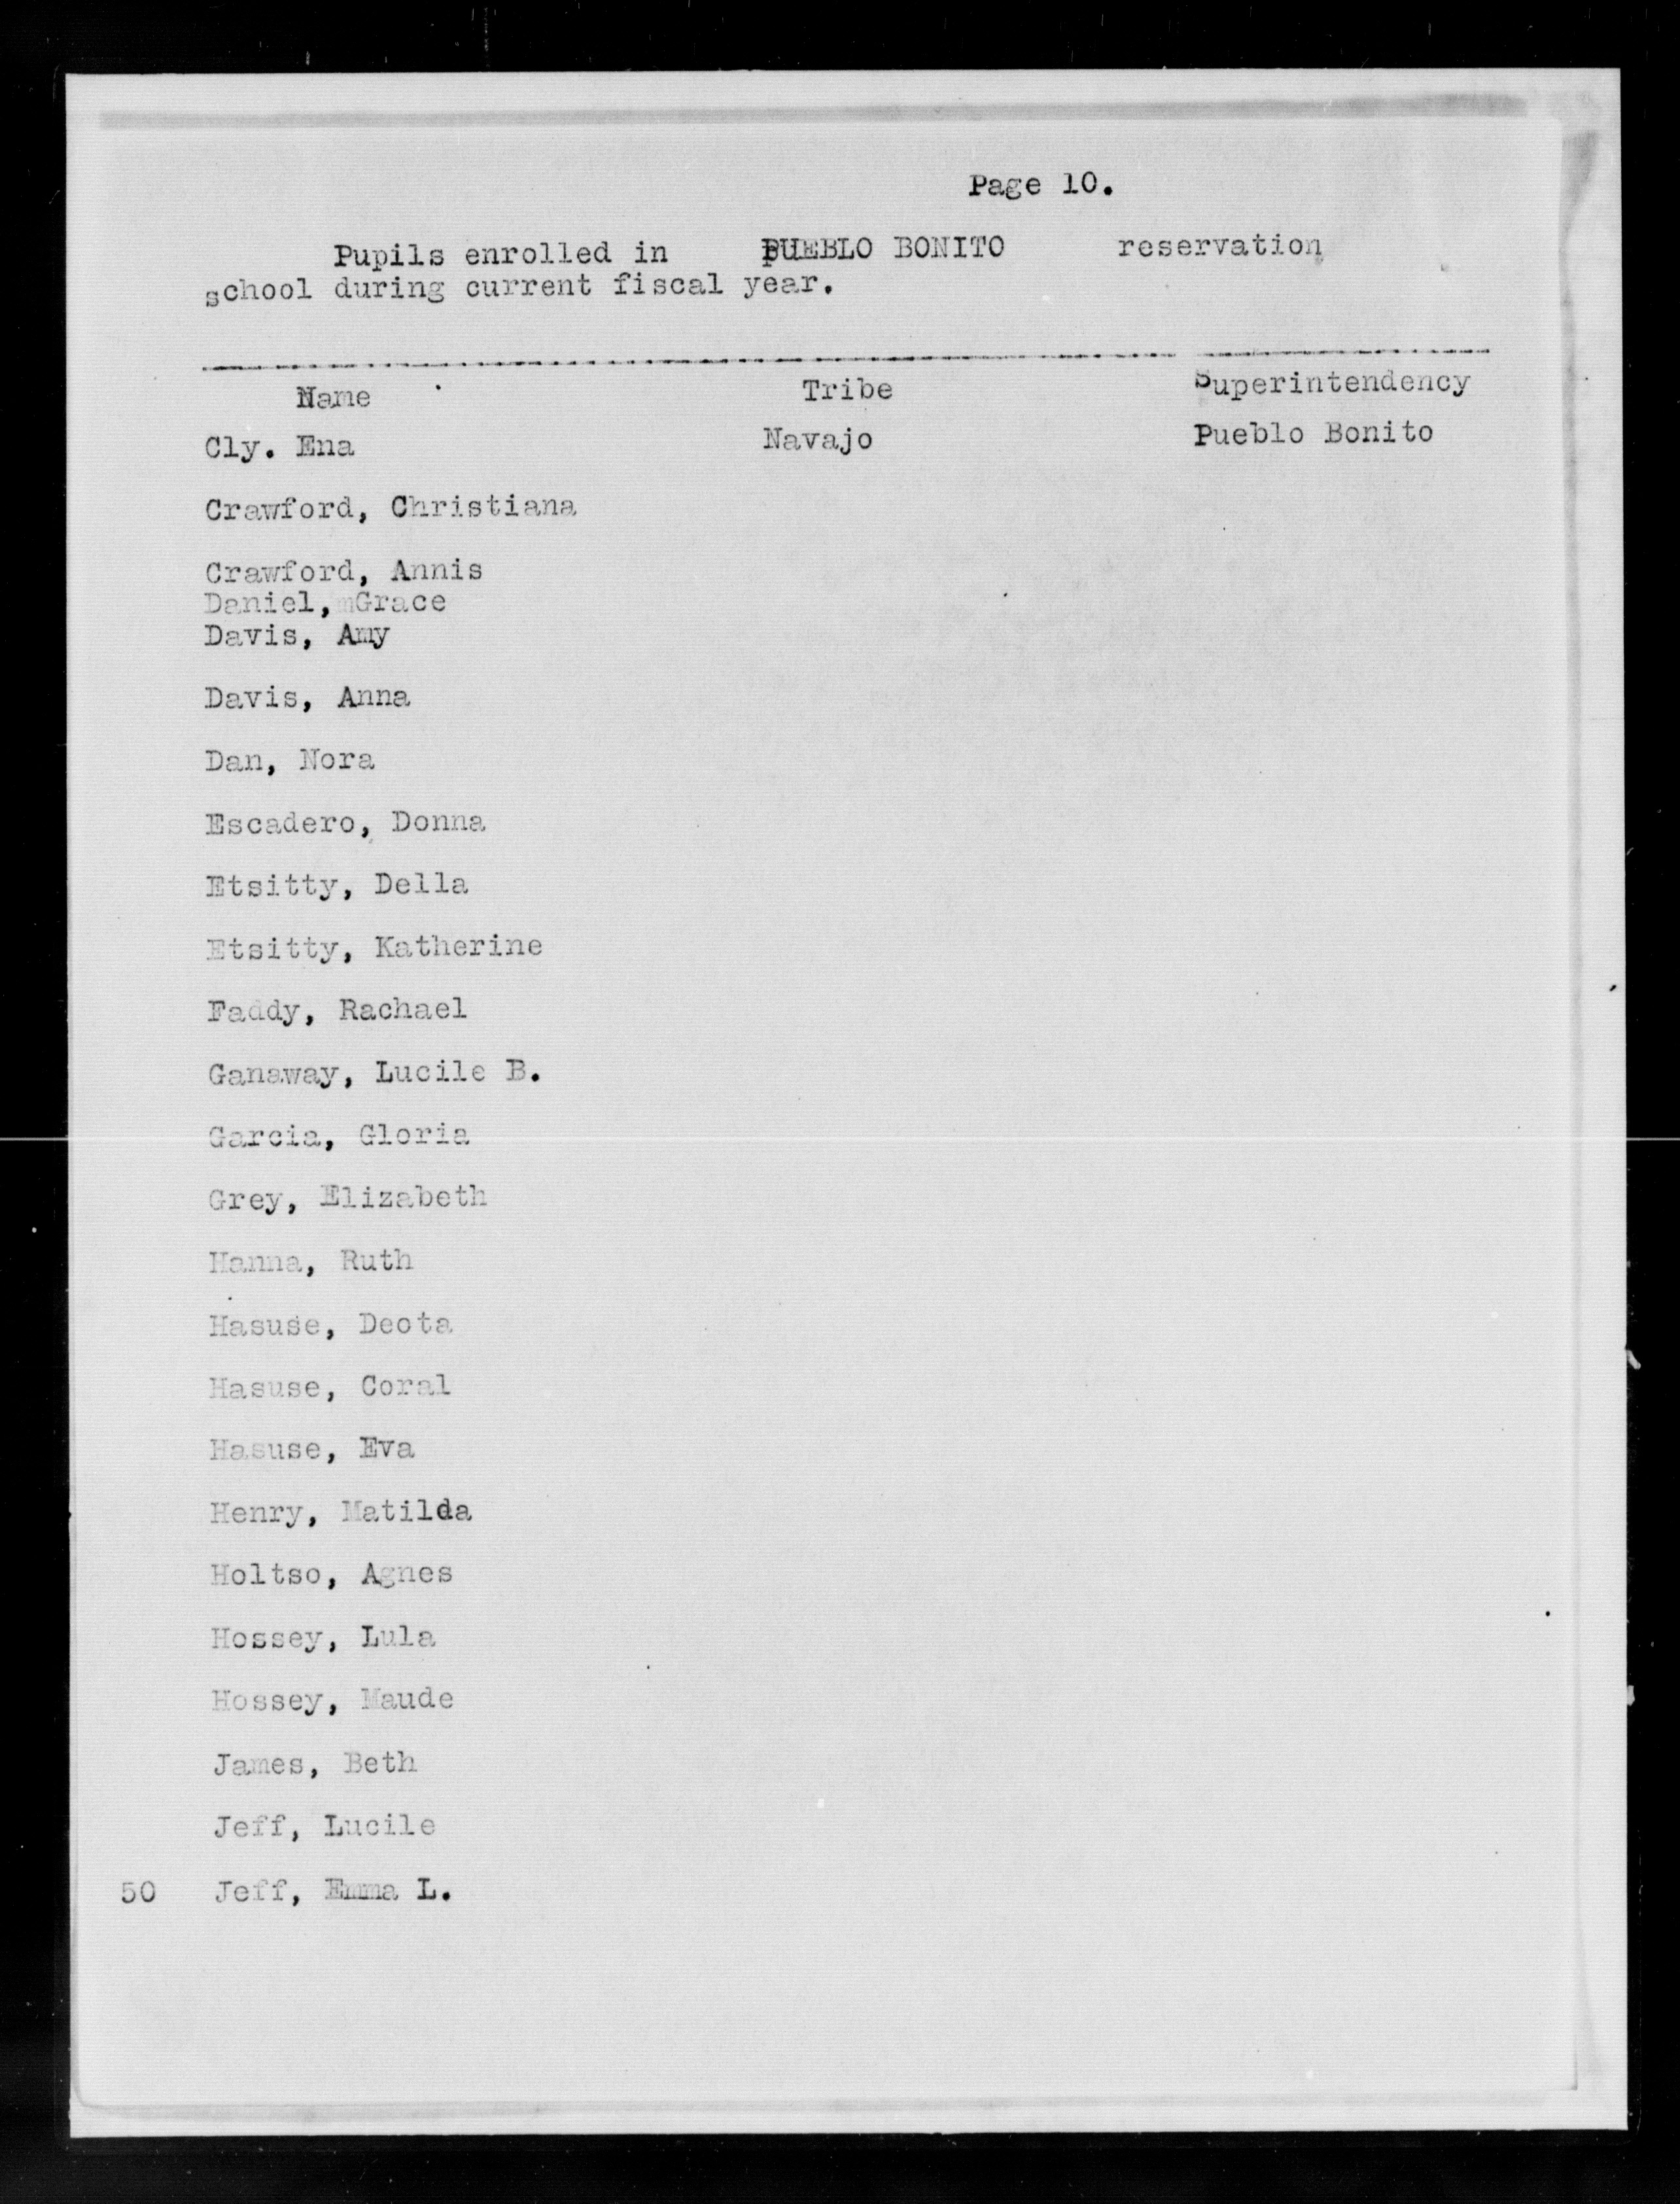 Page 10.
Pupils enrolled in PUEBLO BONITO reservation
school during current fiscal year.
Name Tribe Superintendency
Cly. Ena Navajo Pueblo Bonito
Crawford, Christiana
Crawford, Annis
Daniel,mGrace
Davis, Amy
Davis, Anna
Dan, Nora
Escadero, Donna
Etsitty, Della
Etsitty, Katherine
Faddy, Rachael
Ganaway, Lucile B.
Garcia, Gloria
Grey, Elizabeth
Hanna, Ruth
Hasuse, Deota
Hasuse, Coral
Hasuse, Eva
Henry, Matilda
Holtso, Agnes
Hossey, Lula
Hossey, Maude
James, Beth
Jeff, Lucile
50 Jeff, Emma L.